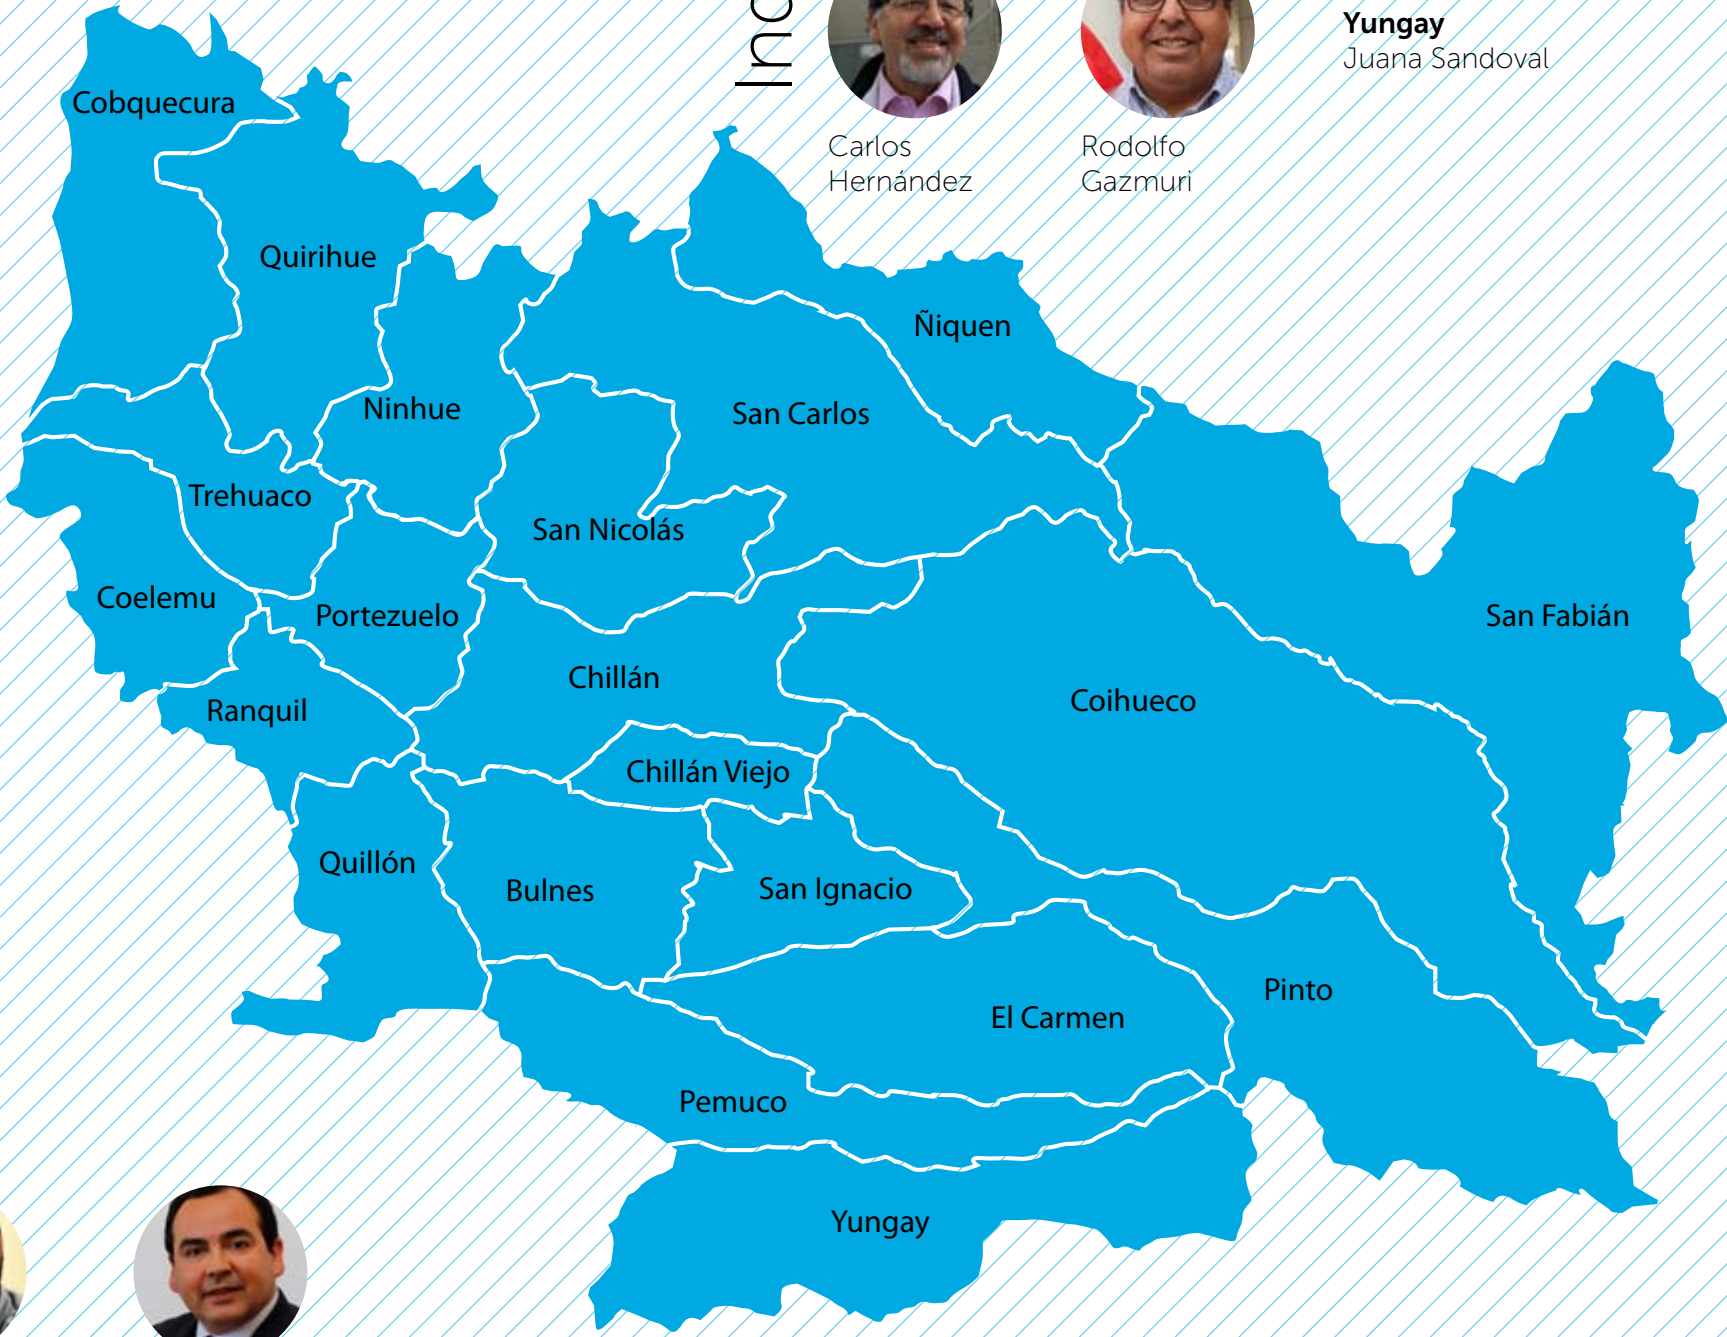 Yungay
Juana Sandoval
Carlos
Hernández
Rodolfo
Gazmuri
Cobquecura
Quirihue
Ñiquen
Ninhue
San Carlos
Trehuaco
San Nicolás
Coelemu
Portezuelo
San Fabián
Chillán
Coihueco
Ranquil
Chillán Viejo
Quillón
Bulnes
San Ignacio
Pinto
El Carmen
Pemuco
Yungay